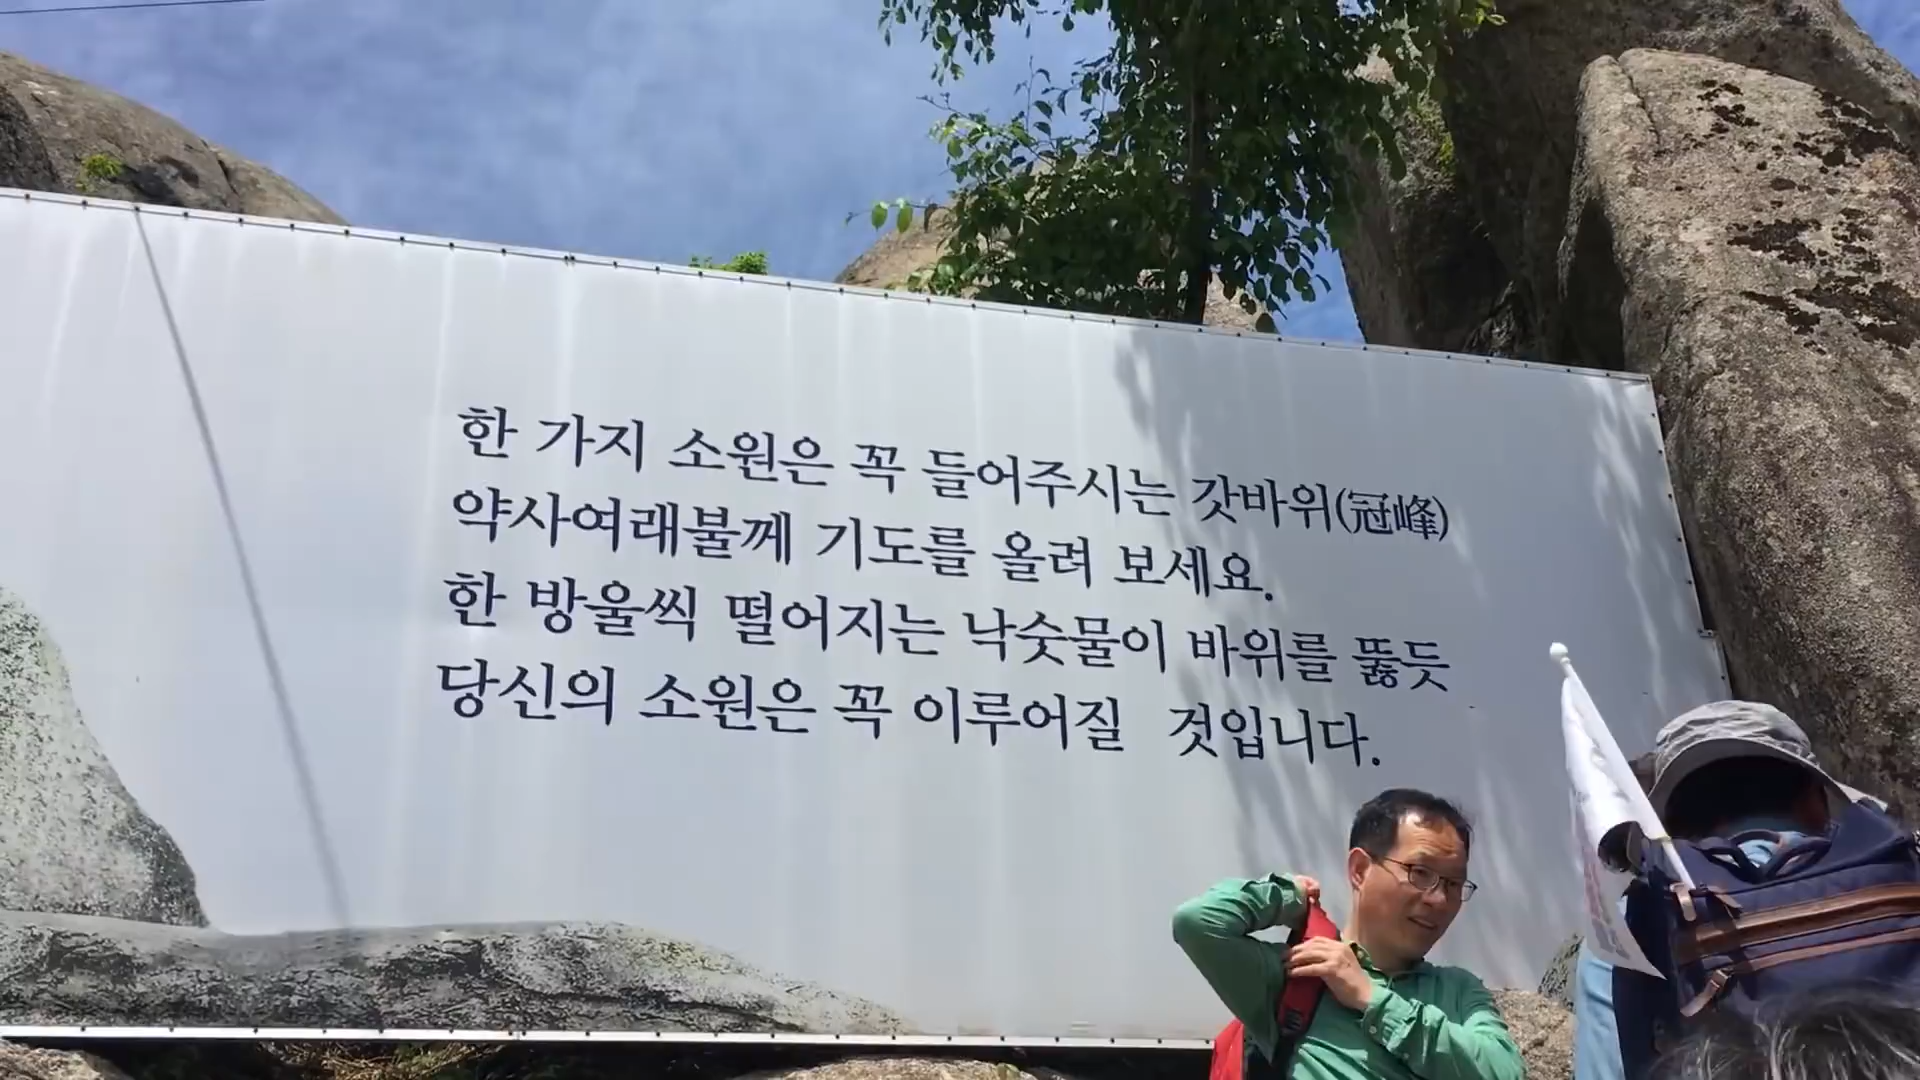 한 가지 소원은 꼭 들어주시는 갓바위(冠峰)
약사여래불께 기도를 올려 보세요.
한 방울씩 떨어지는 낙숫물이 바위를 뚫듯
당신의 소원은 꼭 이루어질 것입니다.